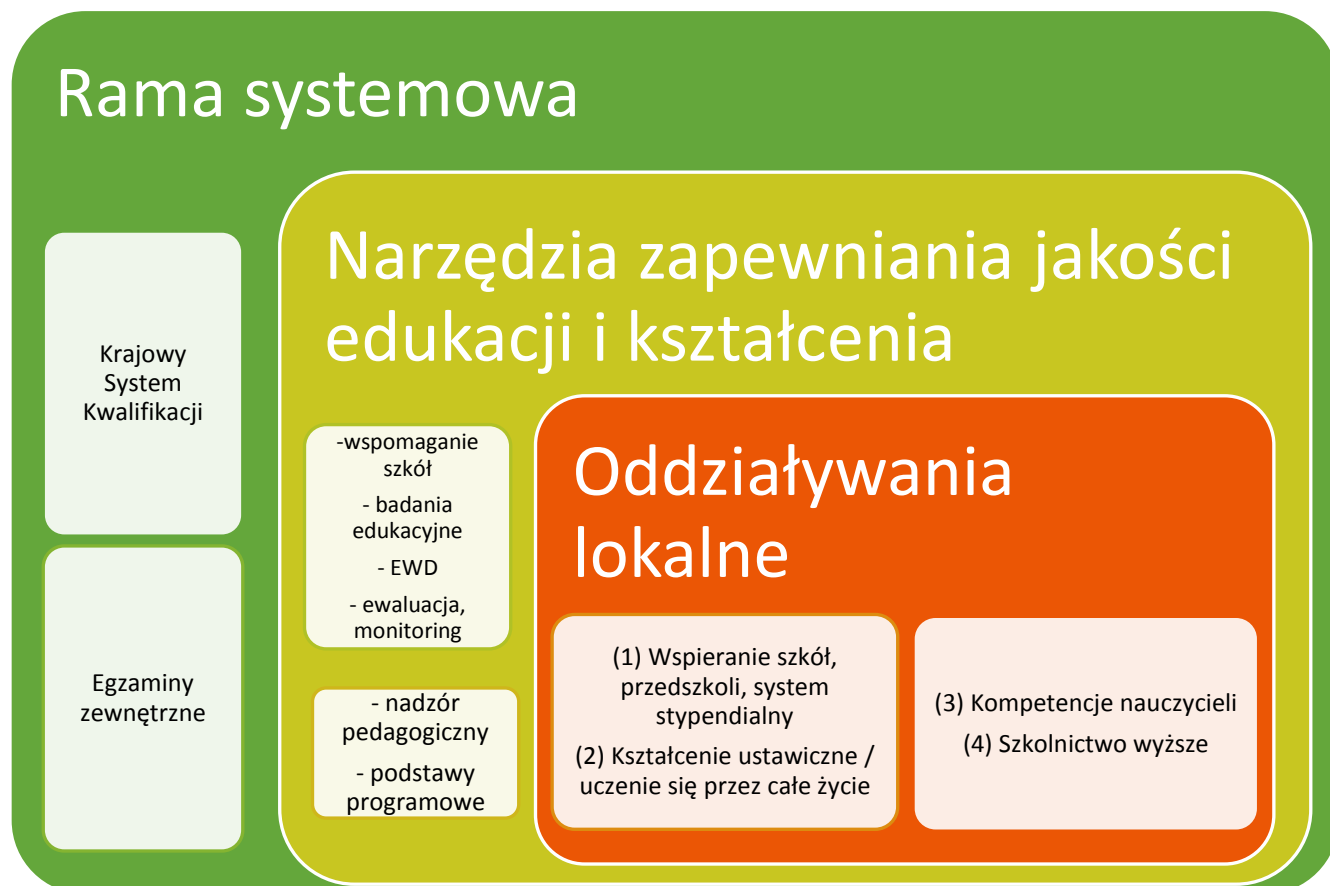 Rama systemowa
Krajowy
System
Kwalifikacji
Egzaminy
zewnętrzne
Narzędzia zapewniania jakości
edukacji i kształcenia
-wspomaganie
szkół
- badania
edukacyjne
- EWD
- ewaluacja,
monitoring
- nadzór
pedagogiczny
- podstawy
programowe
Oddziaływania
lokalne
(1) Wspieranie szkół,
przedszkoli, system
stypendialny
(2) Kształcenie ustawiczne /
uczenie się przez całe życie
(3) Kompetencje nauczycieli
(4) Szkolnictwo wyższe